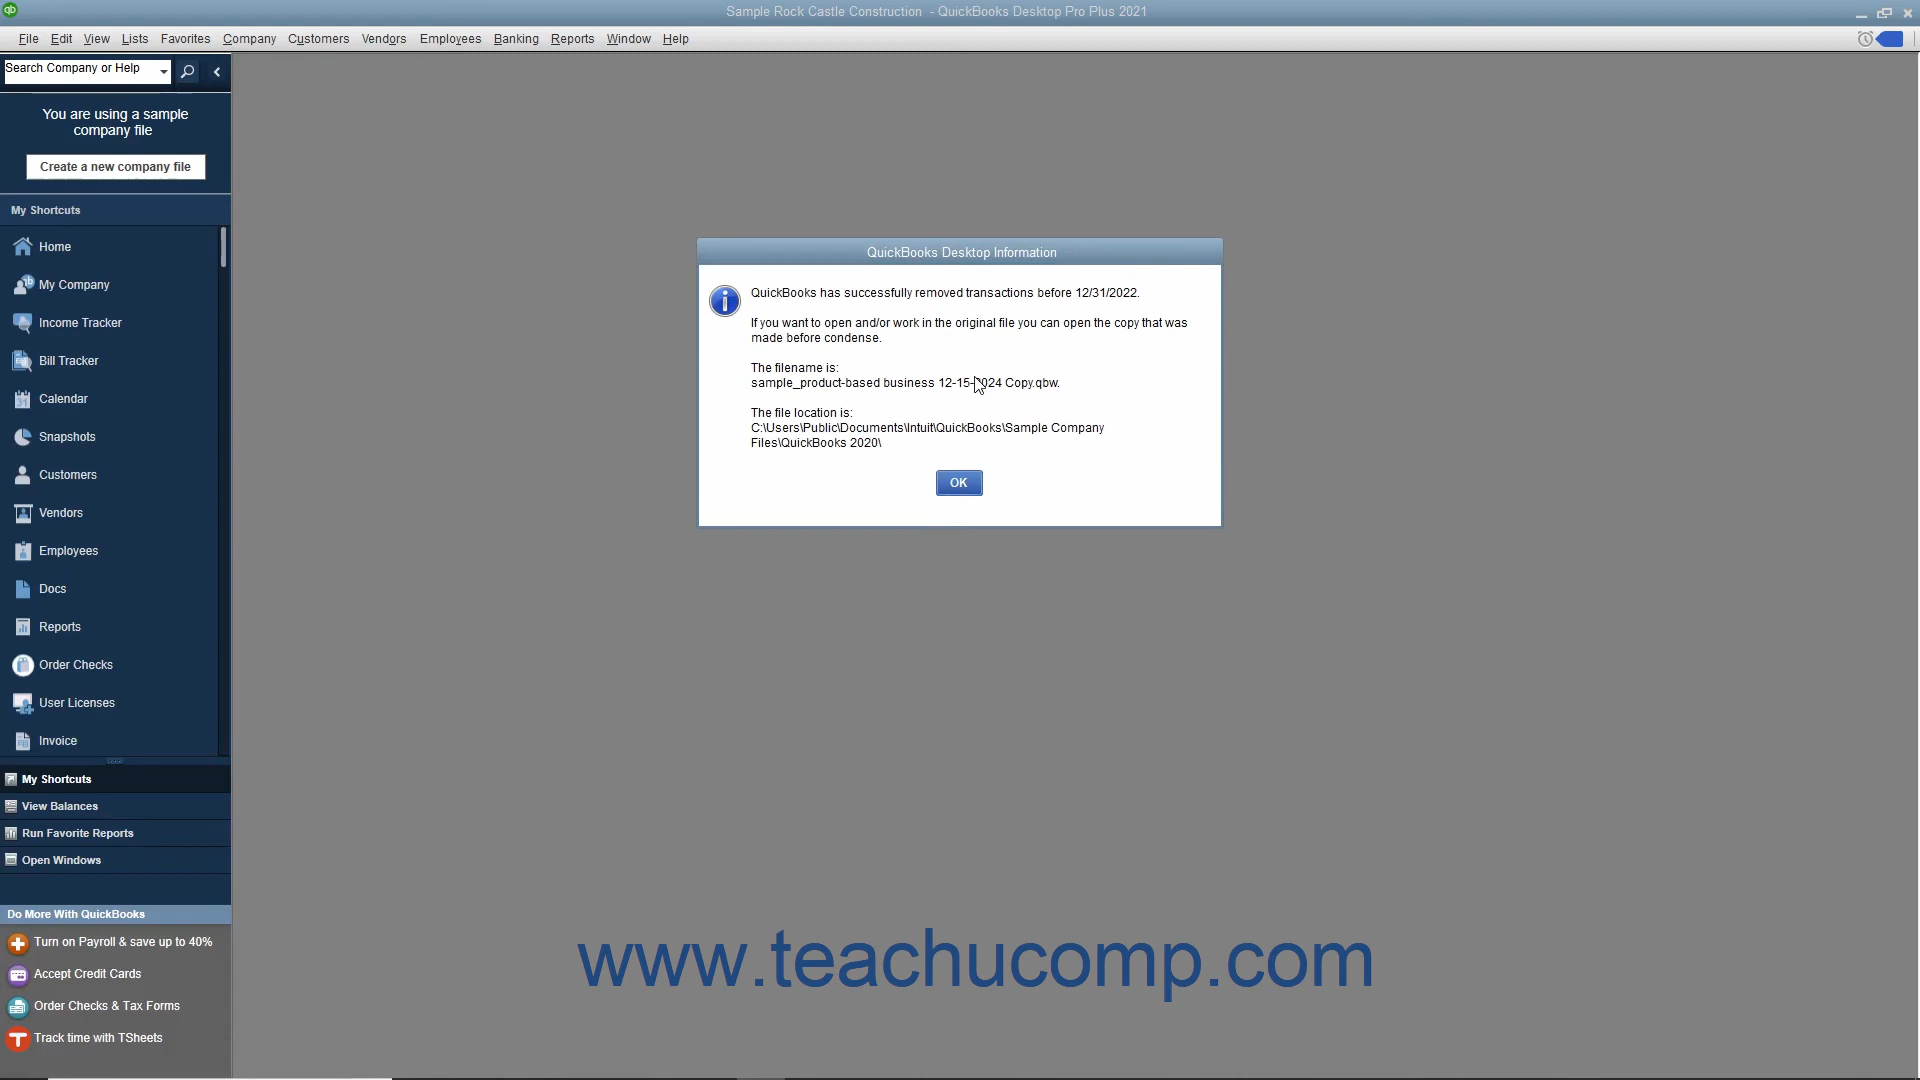 qb
Sample Rock Castle Construction - QuickBooks Desktop Pro Plus 2021
File Edit View Lists Favorites Company Customers Vendors Employees Banking Reports Window Help
Search Company or Help
You are using a sample
company file
Create a new company file
My Shortcuts
Home
My Company
Income Tracker
Bill Tracker
Calendar
Snapshots
Customers
Vendors
Employees
Docs
Reports
Order Checks
User Licenses
Invoice
My Shortcuts
View Balances
Run Favorite Reports
Open Windows
Do More With QuickBooks
Turn on Payroll & save up to 40%
Accept Credit Cards
Order Checks & Tax Forms
Track time with TSheets
QuickBooks Desktop Information
QuickBooks has successfully removed transactions before 12/31/2022.
If you want to open and/or work in the original file you can open the copy that was
made before condense.
The filename is:
sample_product-based business 12-15-2024 Copy.qbw.
The file location is:
C:\Users\Public\Documents\Intuit\QuickBooks\Sample Company
Files\QuickBooks 2020\
OK
www.teachucomp.com